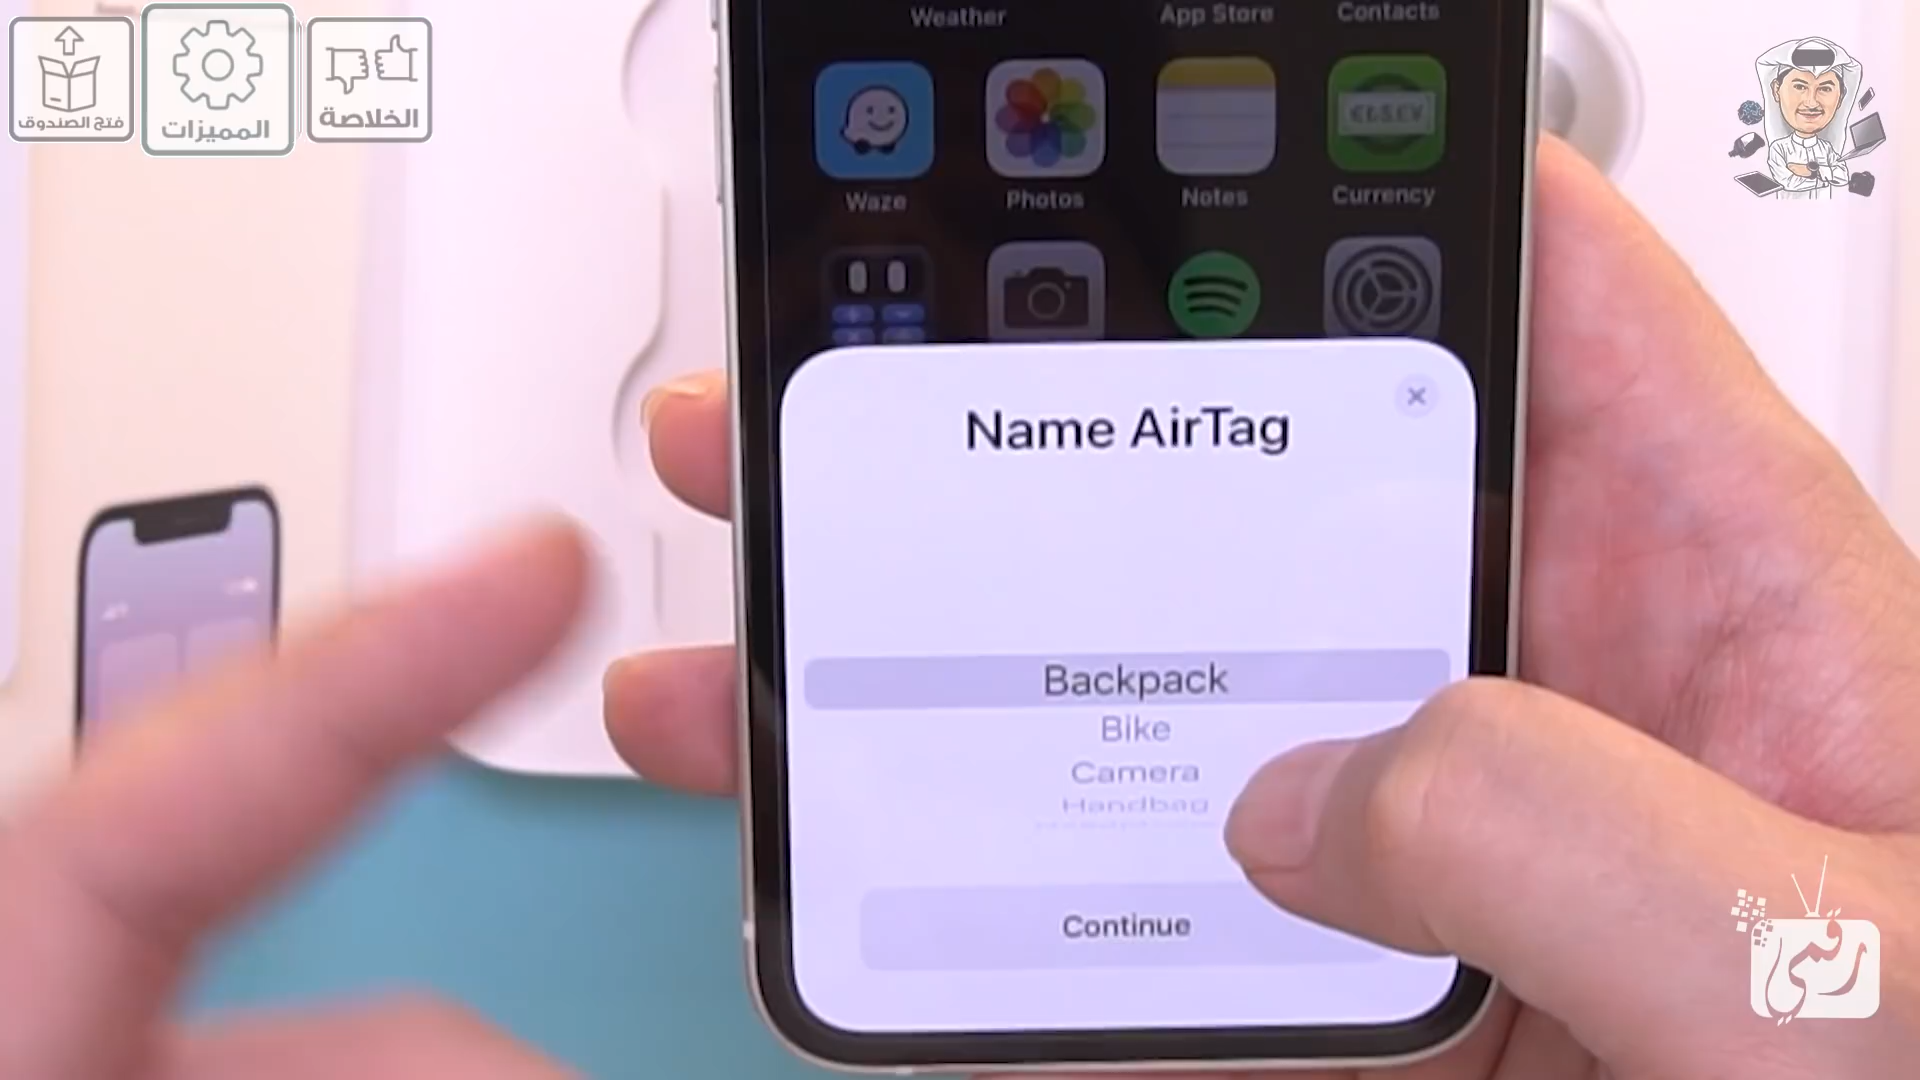 فتح الصندوق
المميزات
الخلاصة
Weather
App Store
Contacts
Waze
Photos
Notes
Currency
Name AirTag
Backpack
Bike
Camera
Handbag
Continue
رقمي